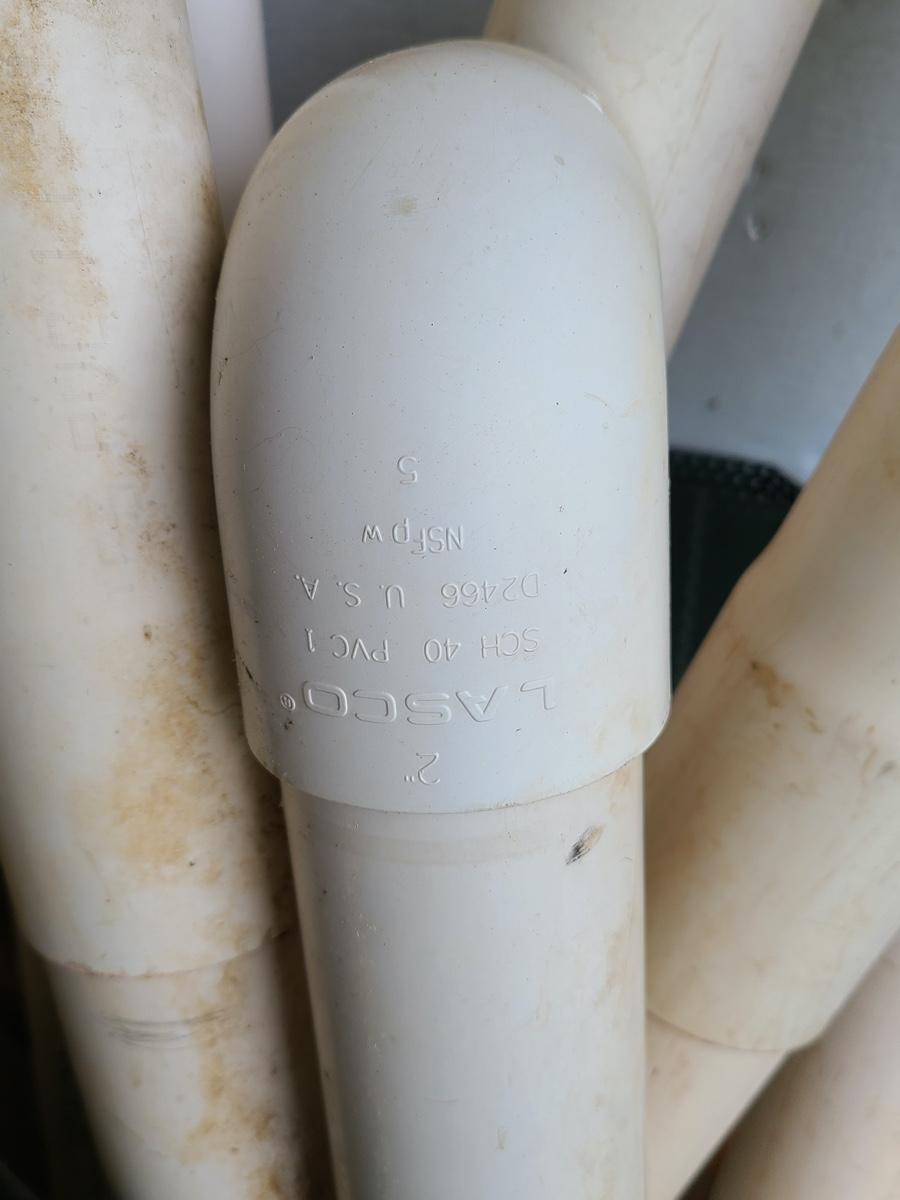 2"
LASCO®
SCH 40 PVC 1
D2466 U. S. A.
NSFpw
5